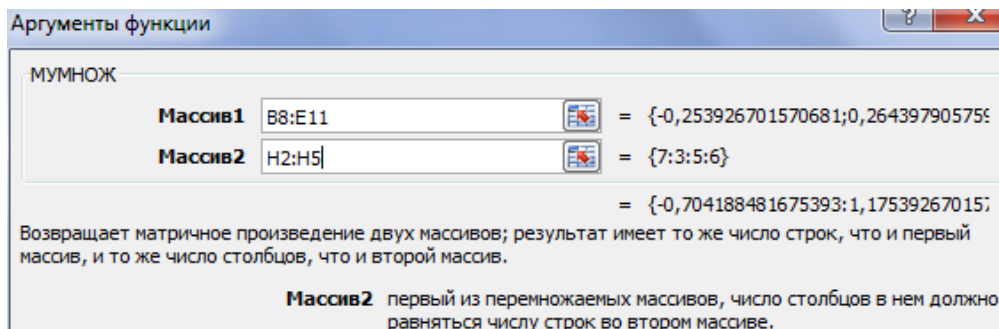 Аргументы функции
МУМНОЖ
Массив1 B8:E11 = {-0,253926701570681;0,264397905759
Массив2 H2:H5 = {7:3:5:6}
= {-0,704188481675393:1,175392670157
Возвращает матричное произведение двух массивов; результат имеет то же число строк, что и первый
массив, и то же число столбцов, что и второй массив.
Массив2 первый из перемножаемых массивов, число столбцов в нем должно
равняться числу строк во втором массиве.